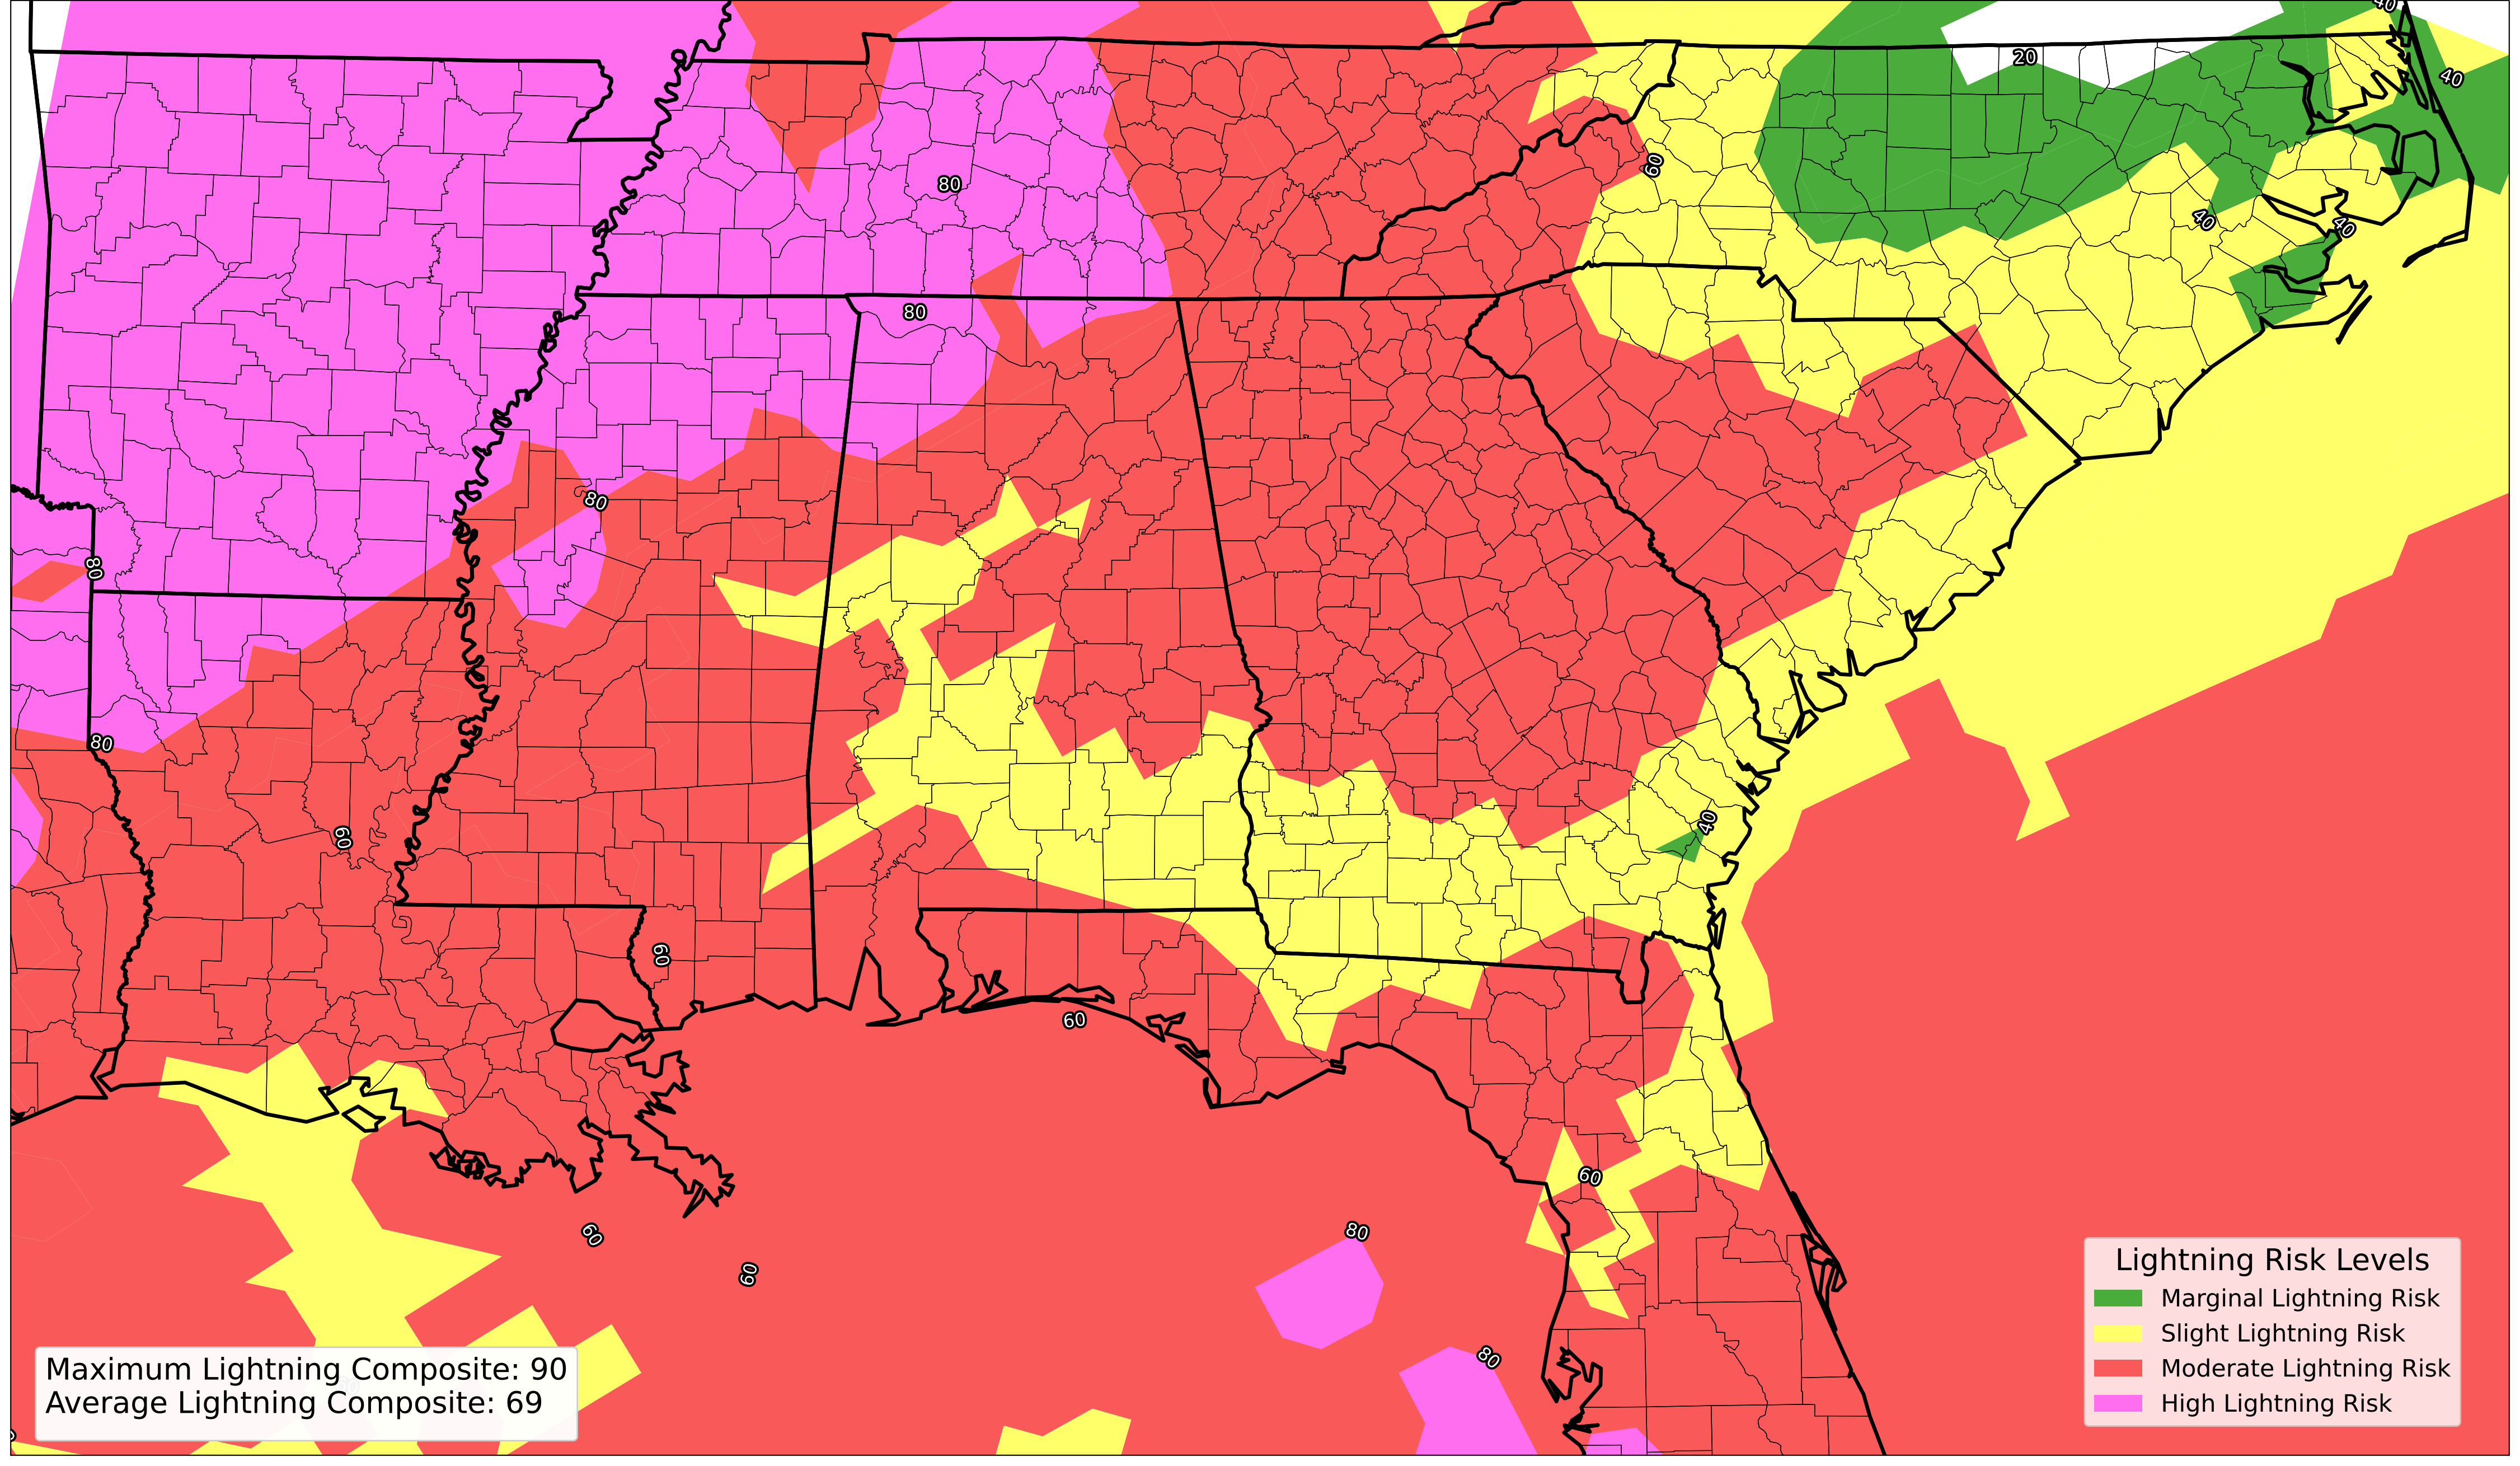 40
20
40
80
60
40
40
80
80
80
80
40
60
60
60
60
80
60
60
80
Lightning Risk Levels
Marginal Lightning Risk
Slight Lightning Risk
Moderate Lightning Risk
High Lightning Risk
Maximum Lightning Composite: 90
Average Lightning Composite: 69